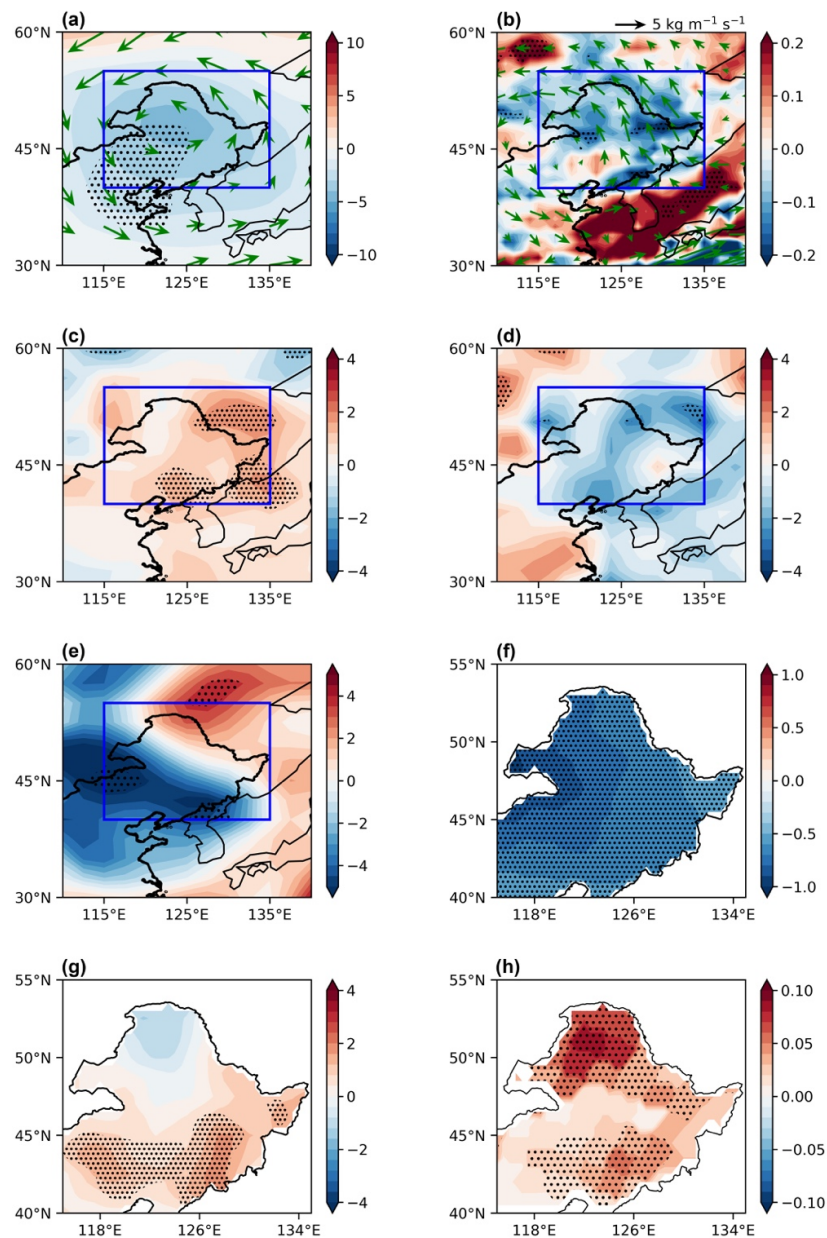 (a)
60°N
45°N
30°N
115°E 125°E 135°E
10
5
0
−5
−10
(b)
5 kg m⁻¹ s⁻¹
60°N
45°N
30°N
115°E 125°E 135°E
0.2
0.1
0.0
−0.1
−0.2
(c)
60°N
45°N
30°N
115°E 125°E 135°E
4
2
0
−2
−4
(d)
60°N
45°N
30°N
115°E 125°E 135°E
4
2
0
−2
−4
(e)
60°N
45°N
30°N
115°E 125°E 135°E
4
2
0
−2
−4
(f)
55°N
50°N
45°N
40°N
118°E 126°E 134°E
1.0
0.5
0.0
−0.5
−1.0
(g)
55°N
50°N
45°N
40°N
118°E 126°E 134°E
4
2
0
−2
−4
(h)
55°N
50°N
45°N
40°N
118°E 126°E 134°E
0.10
0.05
0.00
−0.05
−0.10